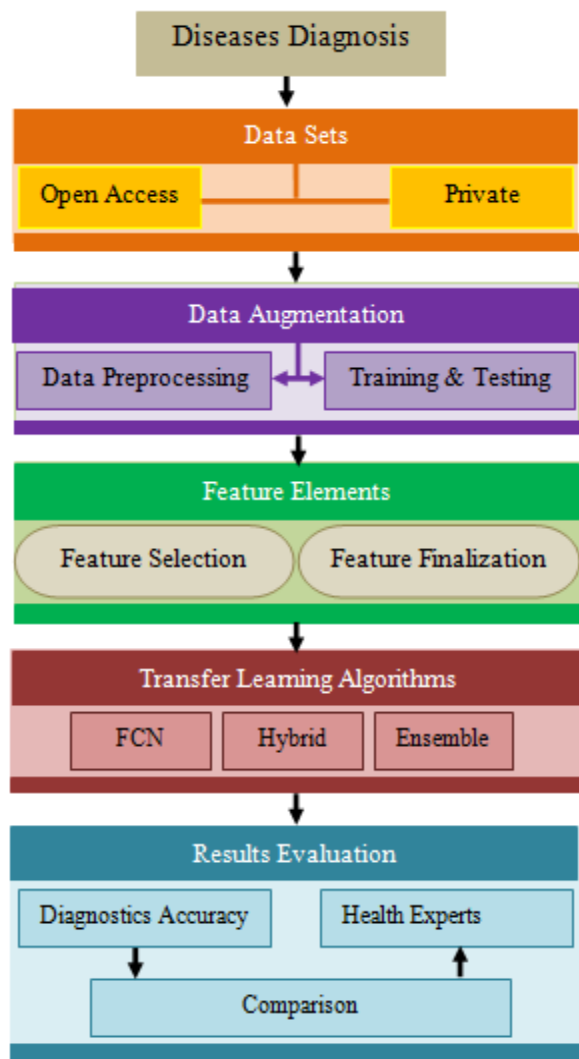 Diseases Diagnosis
Data Sets
Open Access
Private
Data Augmentation
Data Preprocessing
Training & Testing
Feature Elements
Feature Selection
Feature Finalization
Transfer Learning Algorithms
FCN
Hybrid
Ensemble
Results Evaluation
Diagnostics Accuracy
Health Experts
Comparison